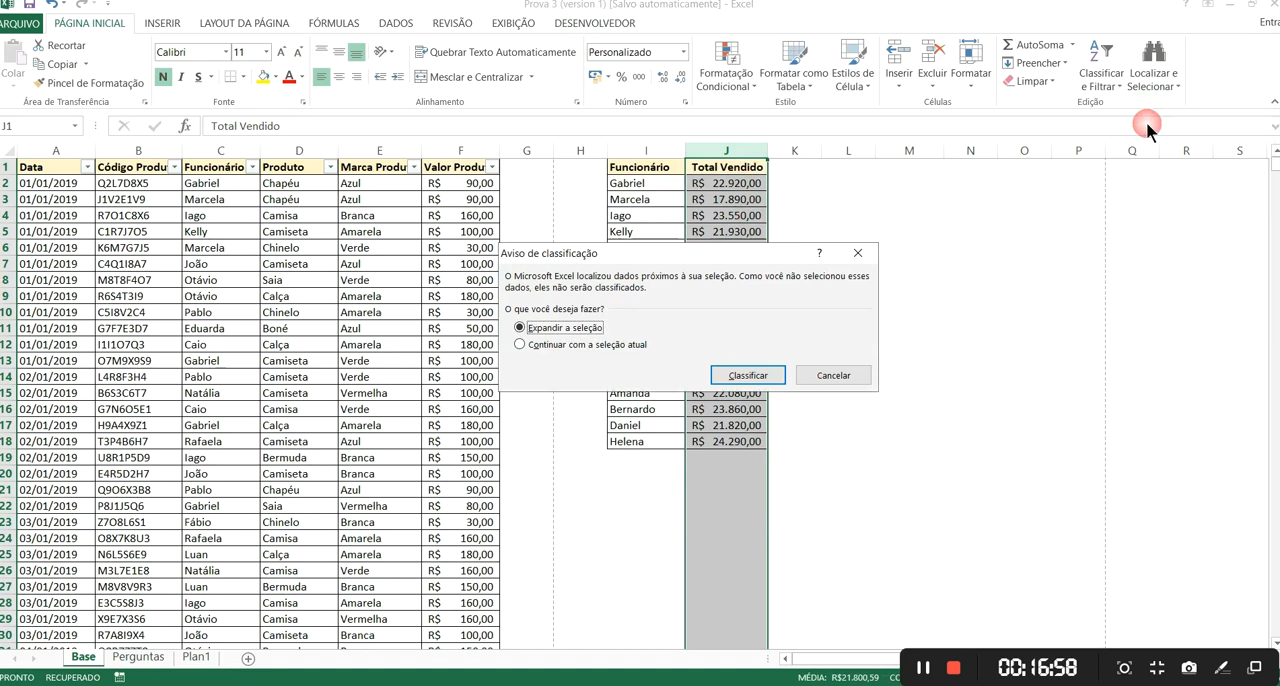 Prova 3 (version 1) [Salvo automaticamente] - Excel
ARQUIVO PÁGINA INICIAL INSERIR LAYOUT DA PÁGINA FÓRMULAS DADOS REVISÃO EXIBIÇÃO DESENVOLVEDOR Entra
Colar Recortar Copiar Pincel de Formatação
Calibri 11 N I S A
Quebrar Texto Automaticamente
Mesclar e Centralizar
Personalizado % 000
Formatação Condicional Formatar como Tabela Estilos de Célula
Inserir Excluir Formatar
AutoSoma Preencher Limpar
Classificar e Filtrar Localizar e Selecionar
Área de Transferência Fonte Alinhamento Número Estilo Células Edição
J1 fx Total Vendido
A B C D E F G H I J K L M N O P Q R S
1 Data Código Produ Funcionário Produto Marca Produ Valor Produ Funcionário Total Vendido
2 01/01/2019 Q2L7D8X5 Gabriel Chapéu Azul R$ 90,00 Gabriel R$ 22.920,00
3 01/01/2019 J1V2E1V9 Marcela Chapéu Azul R$ 90,00 Marcela R$ 17.890,00
4 01/01/2019 R7O1C8X6 Iago Camisa Branca R$ 160,00 Iago R$ 23.550,00
5 01/01/2019 C1R7J7O5 Kelly Camiseta Amarela R$ 100,00 Kelly R$ 21.930,00
6 01/01/2019 K6M7G7J5 Marcela Chinelo Verde R$ 30,00
7 01/01/2019 C4Q1I8A7 João Camiseta Azul R$ 100,00
8 01/01/2019 M8T8F4O7 Otávio Saia Verde R$ 80,00
9 01/01/2019 R6S4T3I9 Otávio Calça Amarela R$ 180,00
10 01/01/2019 C5I8V2C4 Pablo Chinelo Amarela R$ 30,00
11 01/01/2019 G7F7E3D7 Eduarda Boné Azul R$ 50,00
12 01/01/2019 I1I1O7Q3 Caio Calça Amarela R$ 180,00
13 01/01/2019 O7M9X9S9 Gabriel Camiseta Verde R$ 100,00
14 02/01/2019 L4R8F3H4 Pablo Camiseta Verde R$ 100,00
15 02/01/2019 B6S3C6T7 Natália Camiseta Vermelha R$ 100,00 Amanda R$ 22.080,00
16 02/01/2019 G7N6O5E1 Caio Camisa Verde R$ 160,00 Bernardo R$ 23.860,00
17 02/01/2019 H9A4X9Z1 Gabriel Calça Amarela R$ 180,00 Daniel R$ 21.820,00
18 02/01/2019 T3P4B6H7 Rafaela Camiseta Azul R$ 100,00 Helena R$ 24.290,00
19 02/01/2019 U8R1P5D9 Iago Bermuda Branca R$ 150,00
20 02/01/2019 E4R5D2H7 João Camiseta Branca R$ 100,00
21 02/01/2019 Q9O6X3B8 Pablo Chapéu Azul R$ 90,00
22 02/01/2019 P8J1J5Q6 Gabriel Saia Vermelha R$ 80,00
23 03/01/2019 Z7O8L6S1 Fábio Chinelo Branca R$ 30,00
24 03/01/2019 O8X7K8U3 Rafaela Camisa Amarela R$ 160,00
25 03/01/2019 N6L5S6E9 Luan Calça Amarela R$ 180,00
26 03/01/2019 M3L7E1E8 Natália Camisa Verde R$ 160,00
27 03/01/2019 M8V8V9R3 Luan Bermuda Branca R$ 150,00
28 03/01/2019 E3C5S8J3 Iago Camisa Amarela R$ 160,00
29 03/01/2019 X9E7X3S6 Otávio Camisa Vermelha R$ 160,00
30 03/01/2019 R7A8I9X4 João Camiseta Branca R$ 100,00
Aviso de classificação ?
O Microsoft Excel localizou dados próximos à sua seleção. Como você não selecionou esses
dados, eles não serão classificados.
O que você deseja fazer?
Expandir a seleção
Continuar com a seleção atual
Classificar Cancelar
Base Perguntas Plan1
PRONTO RECUPERADO MÉDIA: R$21.800,59
00:16:58